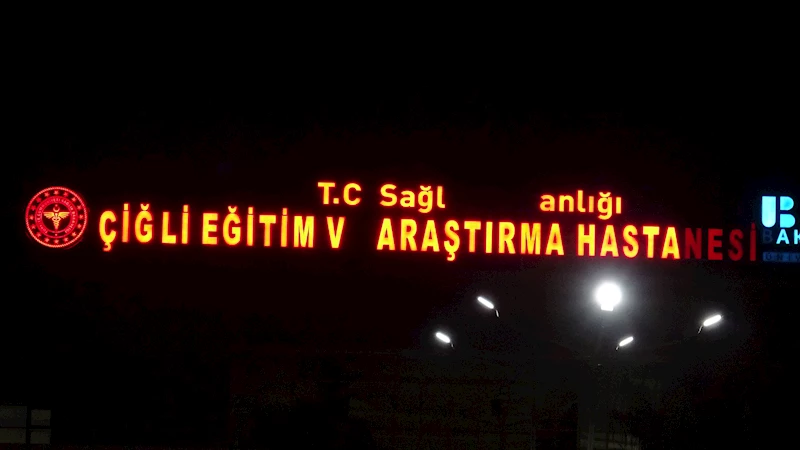 T.C Sağl anlığı
ÇİĞLİ EĞİTİM V ARAŞTIRMA HASTANESİ